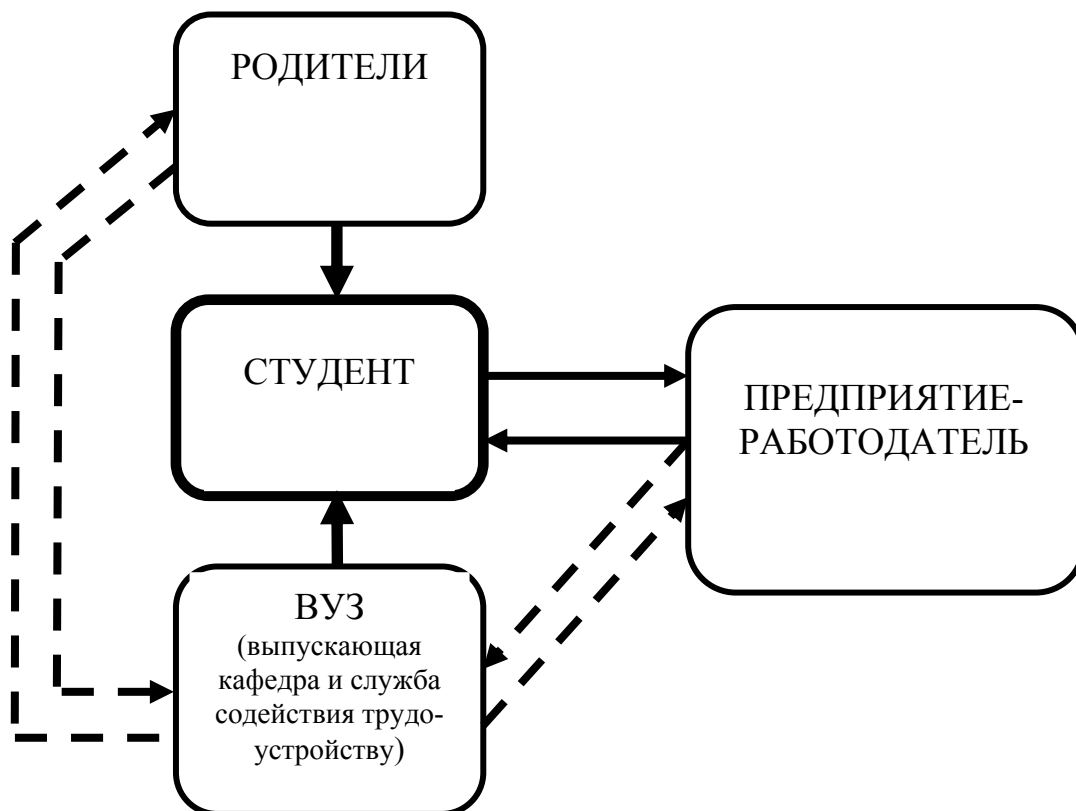 РОДИТЕЛИ
СТУДЕНТ
ПРЕДПРИЯТИЕ-
РАБОТОДАТЕЛЬ
ВУЗ
(выпускающая
кафедра и служба
содействия трудо-
устройству)